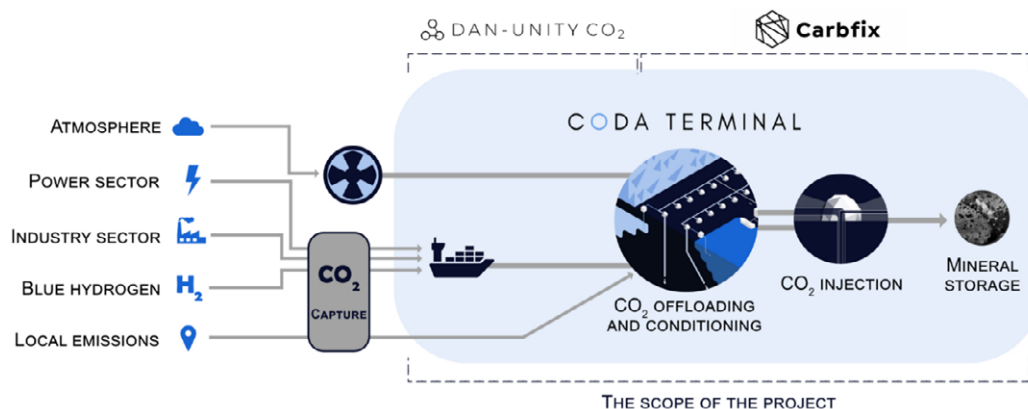 DAN-UNITY CO2
Carbfix
CODA TERMINAL
ATMOSPHERE
POWER SECTOR
INDUSTRY SECTOR
BLUE HYDROGEN
H2
LOCAL EMISSIONS
CO2
CAPTURE
CO2 OFFLOADING
AND CONDITIONING
CO2 INJECTION
MINERAL
STORAGE
THE SCOPE OF THE PROJECT